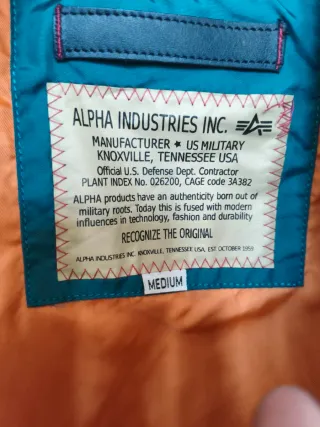 ALPHA INDUSTRIES INC.
MANUFACTURER ★ US MILITARY
KNOXVILLE, TENNESSEE USA
Official U.S. Defense Dept. Contractor
PLANT INDEX No. 026200, CAGE code 3A382
ALPHA products have an authenticity born out of
military roots. Today this is fused with modern
influences in technology, fashion and durability
RECOGNIZE THE ORIGINAL
ALPHA INDUSTRIES INC. KNOXVILLE, TENNESSEE USA, EST OCTOBER 1959
MEDIUM